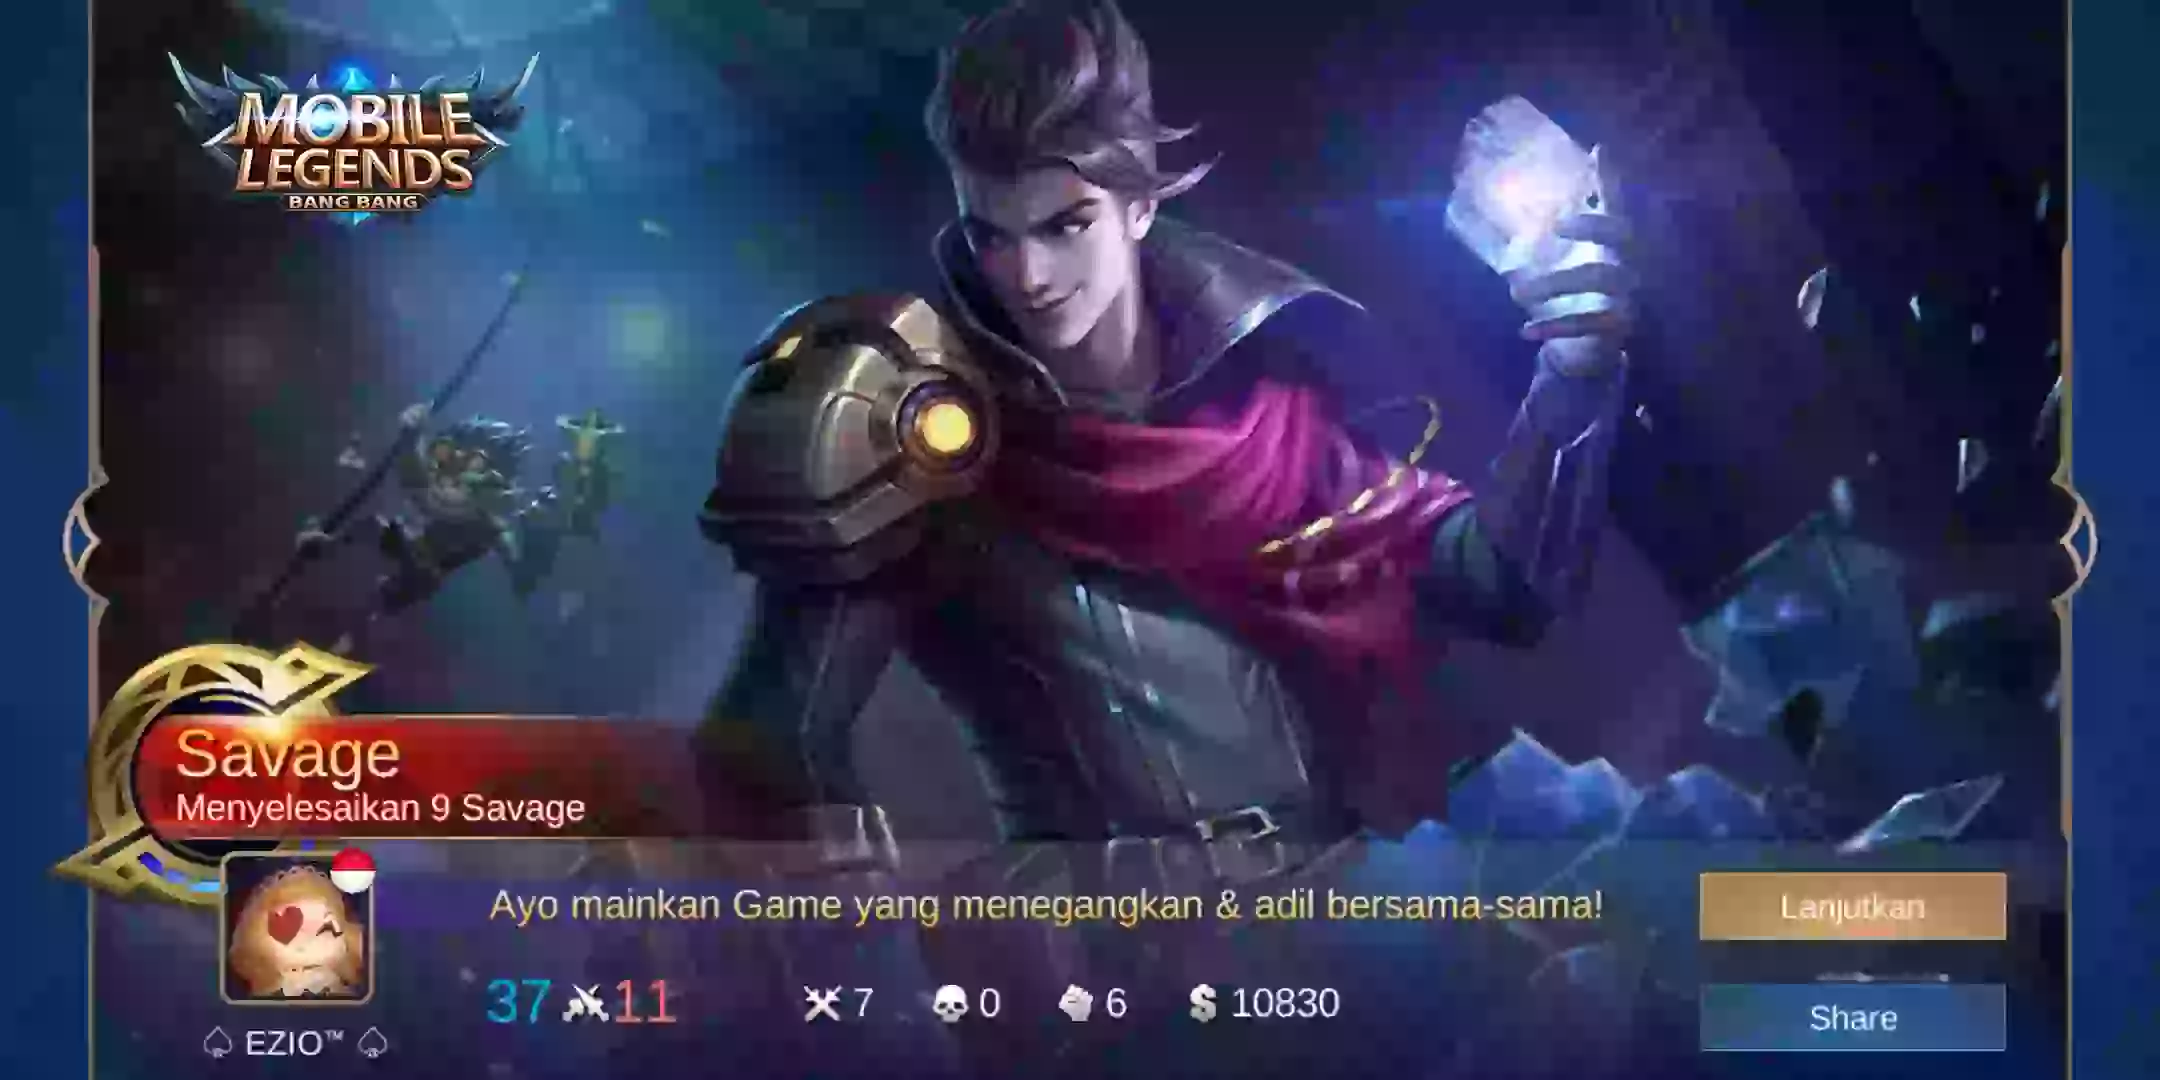 MOBILE
LEGENDS
BANG BANG
Savage
Menyelesaikan 9 Savage
Ayo mainkan Game yang menegangkan & adil bersama-sama!
Lanjutkan
37 11 7 0 6 $ 10830
Share
♤ EZIO™ ♤